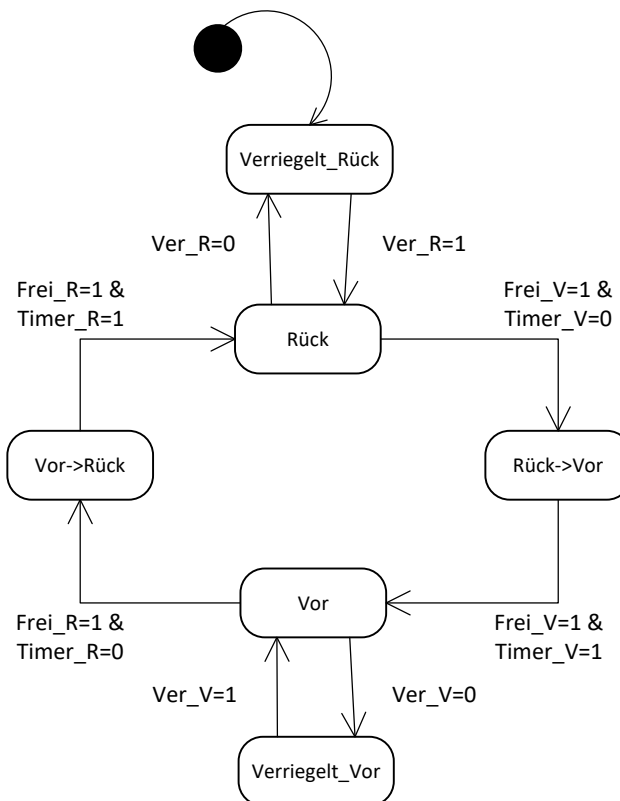 Verriegelt_Rück
Ver_R=0
Ver_R=1
Frei_R=1 &
Timer_R=1
Frei_V=1 &
Timer_V=0
Rück
Vor->Rück
Rück->Vor
Vor
Frei_R=1 &
Timer_R=0
Frei_V=1 &
Timer_V=1
Ver_V=1
Ver_V=0
Verriegelt_Vor